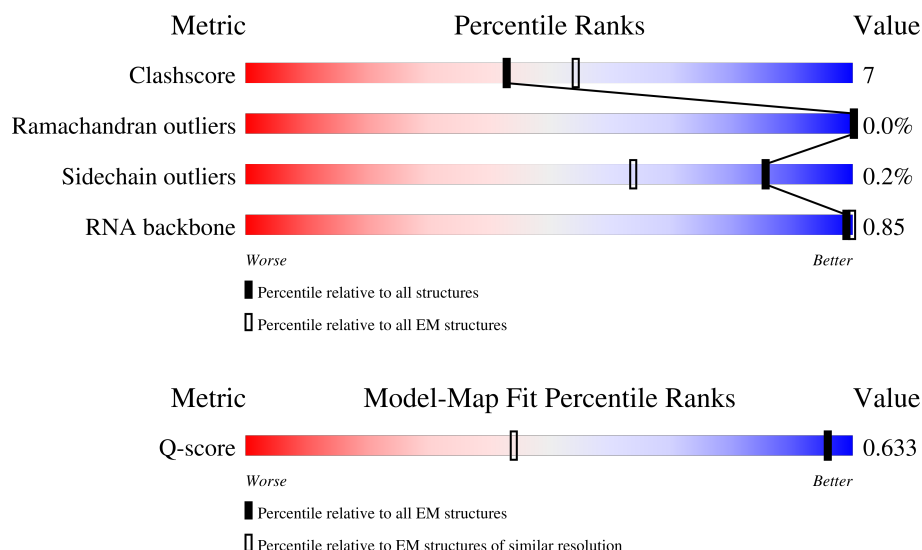 Metric Percentile Ranks Value
Clashscore 7
Ramachandran outliers 0.0%
Sidechain outliers 0.2%
RNA backbone 0.85
Worse Better
Percentile relative to all structures
Percentile relative to all EM structures
Metric Model-Map Fit Percentile Ranks Value
Q-score 0.633
Worse Better
Percentile relative to all EM structures
Percentile relative to EM structures of similar resolution